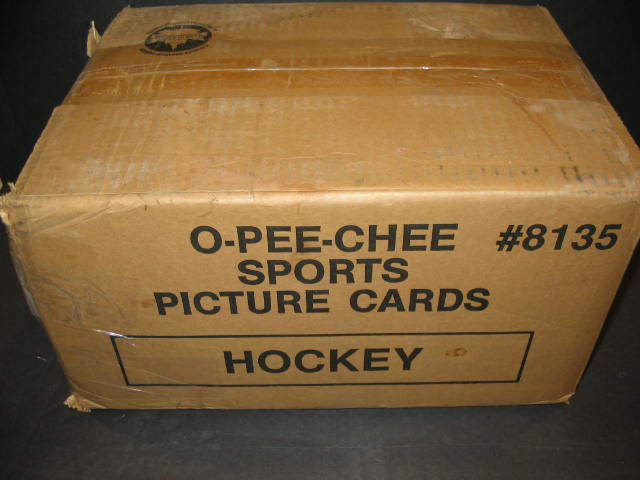 O-PEE-CHEE #8135
SPORTS
PICTURE CARDS
HOCKEY